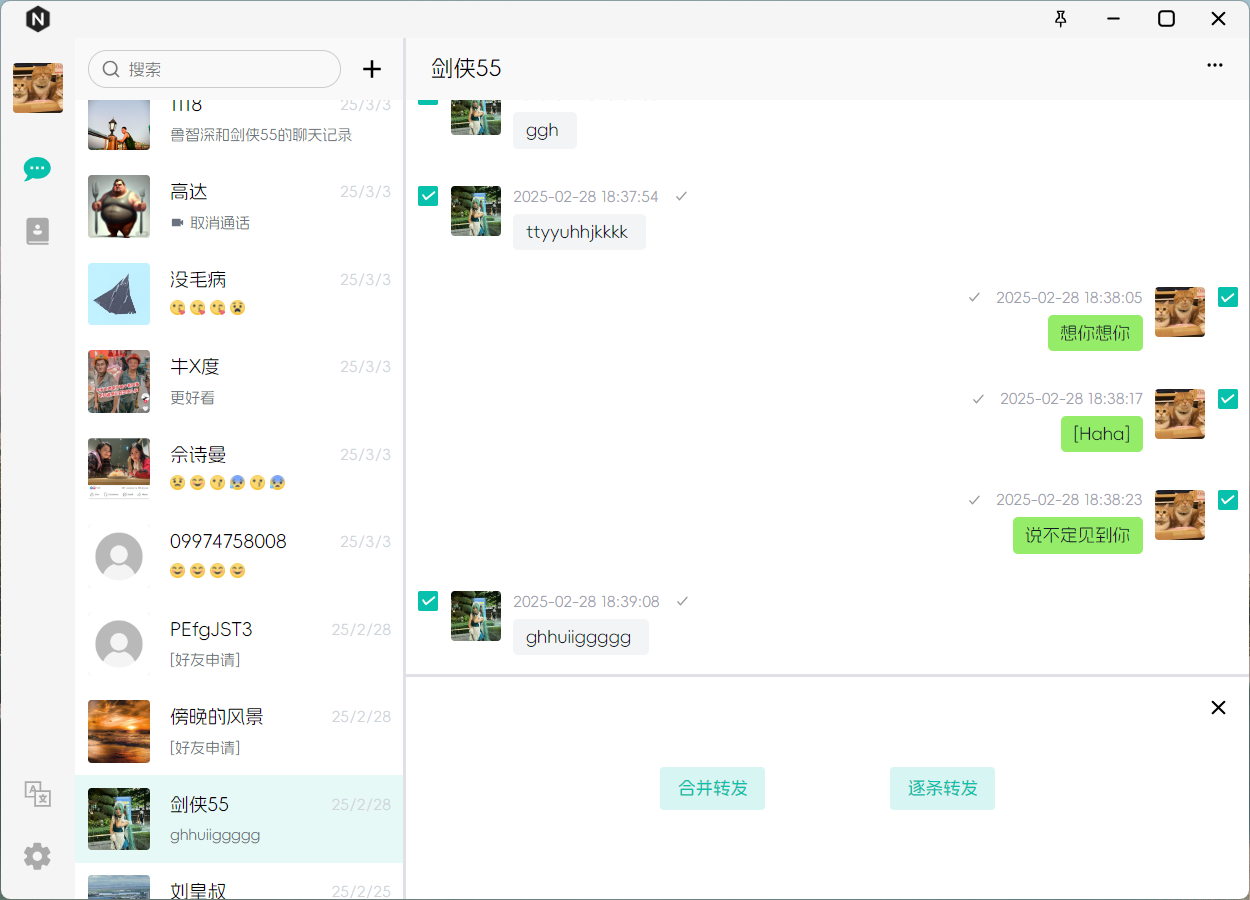 N
搜索
1118
25/3/3
鲁智深和剑侠55的聊天记录
高达
25/3/3
取消通话
没毛病
25/3/3
牛X度
25/3/3
更好看
佘诗曼
25/3/3
09974758008
25/3/3
PEfgJST3
25/2/28
[好友申请]
傍晚的风景
25/2/28
[好友申请]
剑侠55
25/2/28
ghhuiiggggg
刘皇叔
25/2/25
剑侠55
ggh
2025-02-28 18:37:54
ttyyuhhjkkkk
2025-02-28 18:38:05
想你想你
2025-02-28 18:38:17
[Haha]
2025-02-28 18:38:23
说不定见到你
2025-02-28 18:39:08
ghhuiiggggg
合并转发
逐条转发